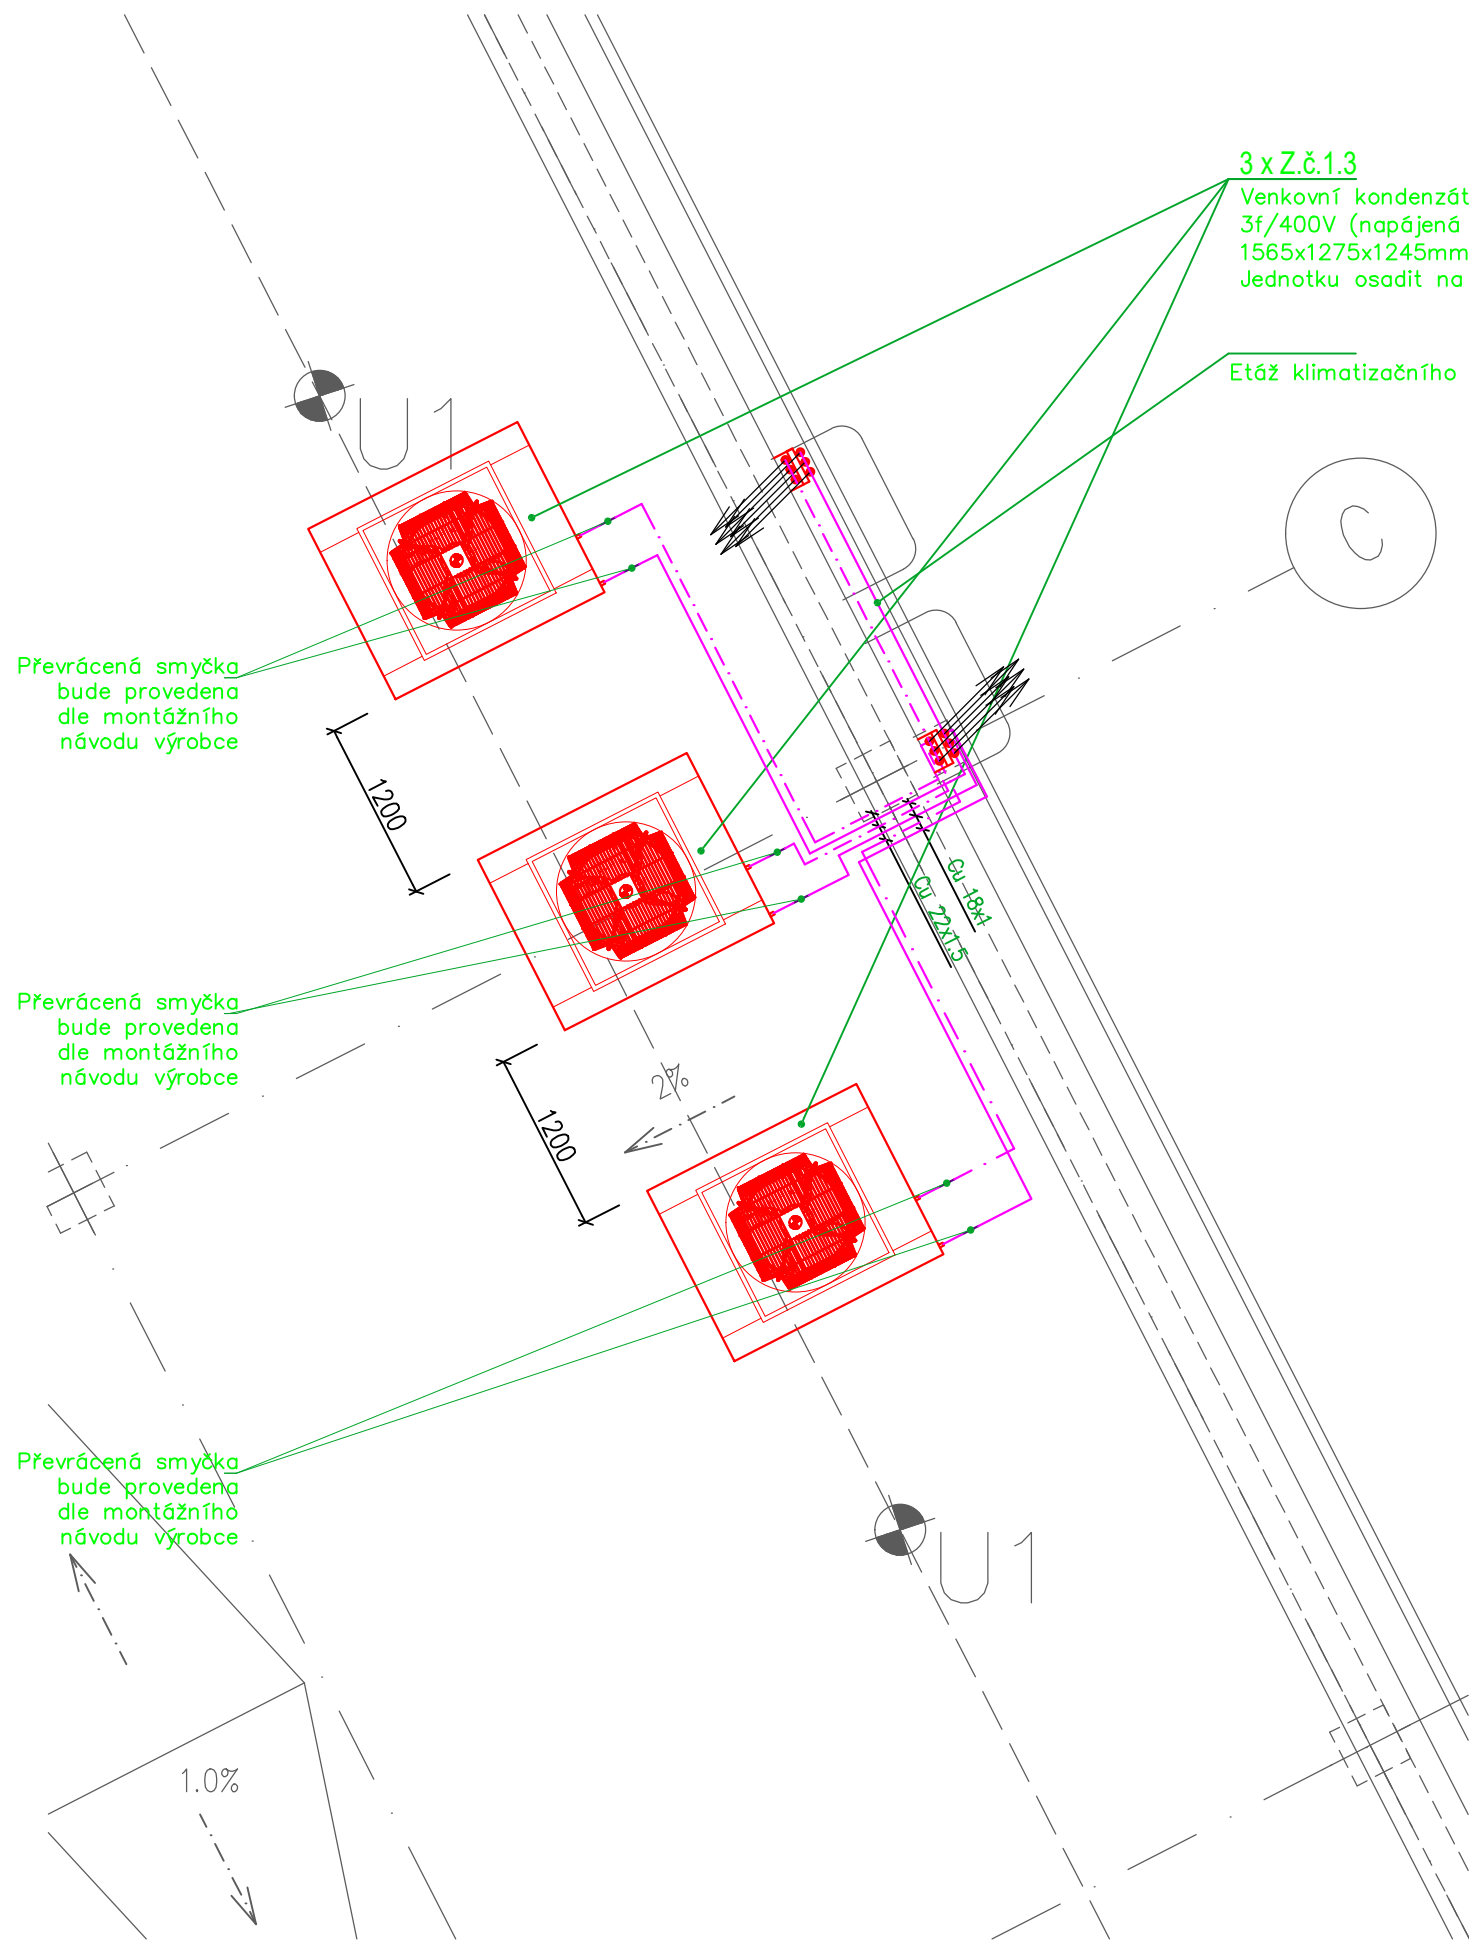 3 x Z.č.1.3
Venkovní kondenzát
3f/400V (napájená
1565x1275x1245mm
Jednotku osadit na
Etáž klimatizačního
U1
C
Převrácená smyčka
bude provedena
dle montážního
návodu výrobce
1200
Cu 18x1
Cu 22x1.5
Převrácená smyčka
bude provedena
dle montážního
návodu výrobce
2%
1200
Převrácená smyčka
bude provedena
dle montážního
návodu výrobce
U1
1.0%